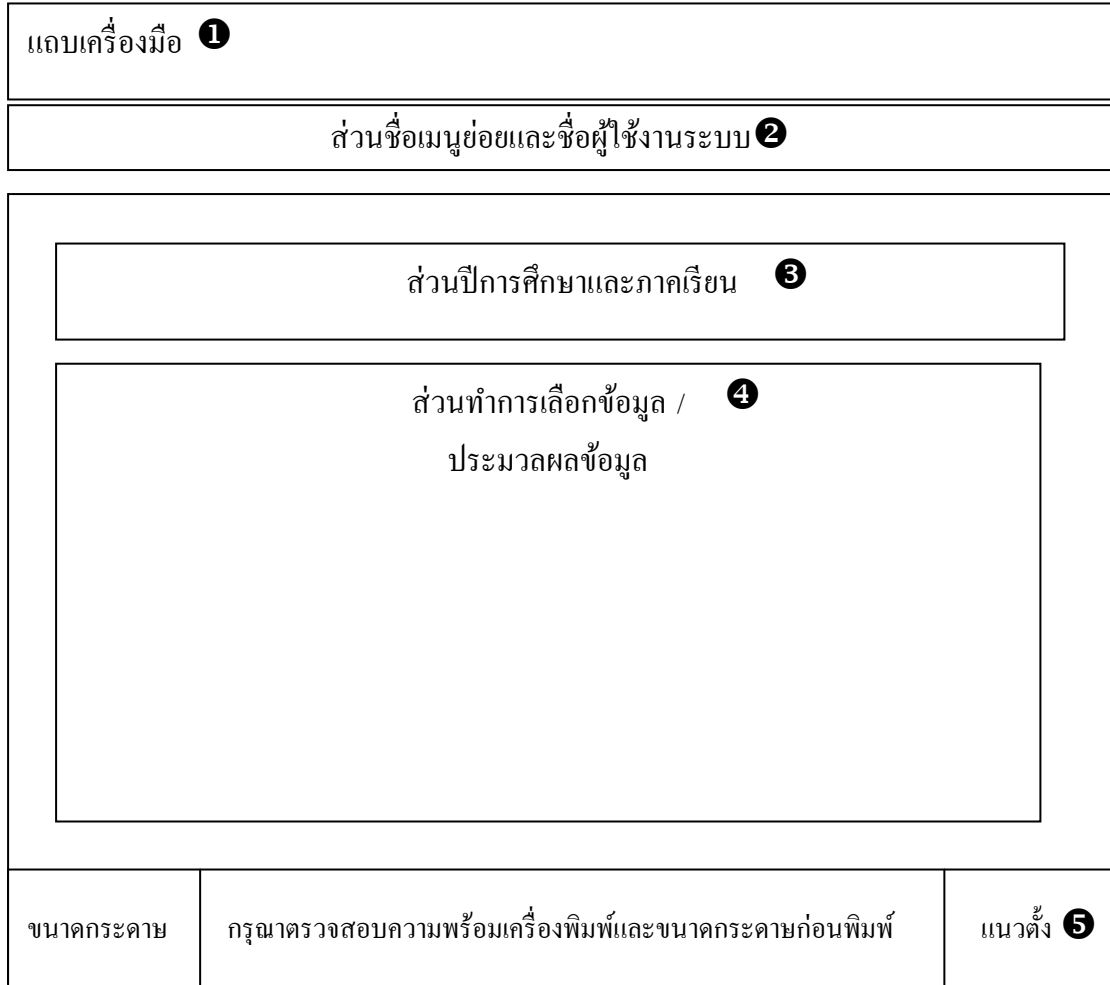 แถบเครื่องมือ ❶
ส่วนชื่อเมนูย่อยและชื่อผู้ใช้งานระบบ❷
ส่วนปีการศึกษาและภาคเรียน ❸
ส่วนทำการเลือกข้อมูล / ❹
ประมวลผลข้อมูล
ขนาดกระดาษ กรุณาตรวจสอบความพร้อมเครื่องพิมพ์และขนาดกระดาษก่อนพิมพ์ แนวตั้ง ❺